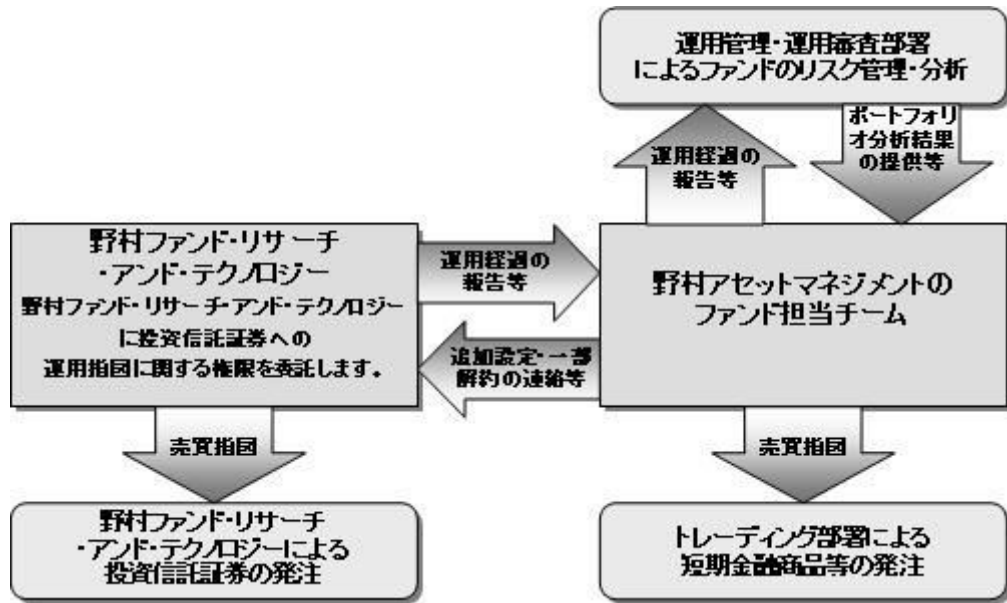 運用管理・運用審査部署
によるファンドのリスク管理・分析
運用経過の
報告等
ポートフォリ
オ分析結果
の提供等
野村ファンド・リサーチ
・アンド・テクノロジー
野村ファンド・リサーチ・アンド・テクノロジー
に投資信託証券への
運用指図に関する権限を委託します。
運用経過の
報告等
追加設定・一部
解約の連絡等
野村アセットマネジメントの
ファンド担当チーム
売買指図
売買指図
野村ファンド・リサーチ
・アンド・テクノロジーによる
投資信託証券の発注
トレーディング部署による
短期金融商品等の発注